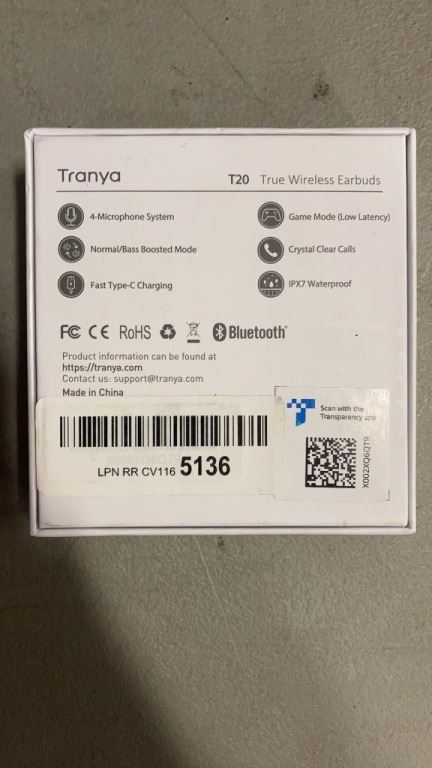 Tranya T20 True Wireless Earbuds
4-Microphone System Game Mode (Low Latency)
Normal/Bass Boosted Mode Crystal Clear Calls
Fast Type-C Charging IPX7 Waterproof
FC CE RoHS Bluetooth®
Product information can be found at
https://tranya.com
Contact us: support@tranya.com
Made in China
Scan with the
Transparency app
LPN RR CV116 5136
X002XQ6QT9